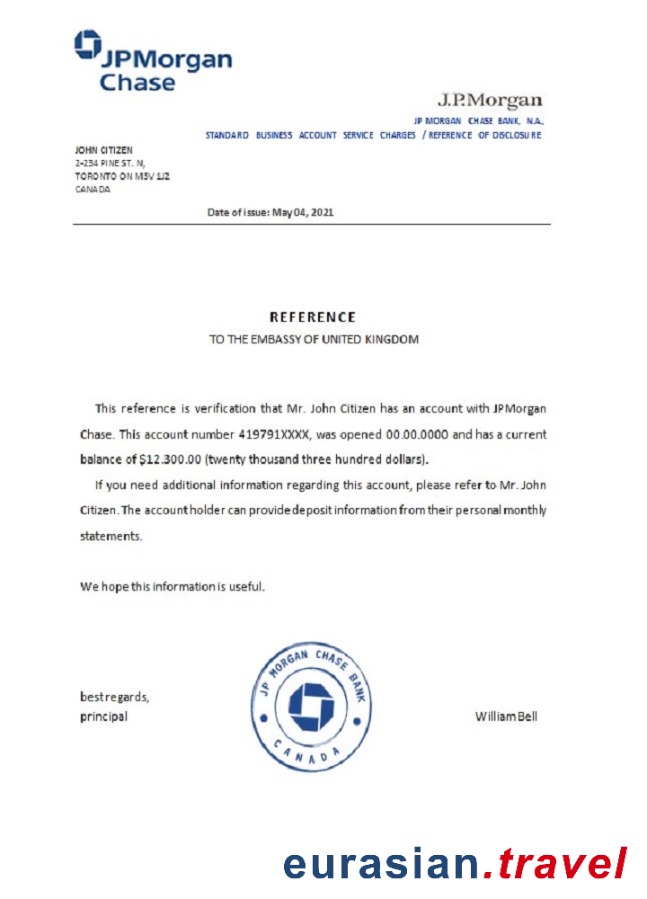 JPMorgan
Chase
J.P.Morgan
JP MORGAN CHASE BANK, N.A.,
STANDARD BUSINESS ACCOUNT SERVICE CHARGES / REFERENCE OF DISCLOSURE
JOHN CITIZEN
2-234 PINE ST. N,
TORONTO ON M5V 1J2
CANADA
Date of issue: May 04, 2021
REFERENCE
TO THE EMBASSY OF UNITED KINGDOM
This reference is verification that Mr. John Citizen has an account with JPMorgan
Chase. This account number 419791XXXX, was opened 00.00.0000 and has a current
balance of $12.300.00 (twenty thousand three hundred dollars).
If you need additional information regarding this account, please refer to Mr. John
Citizen. The account holder can provide deposit information from their personal monthly
statements.
We hope this information is useful.
best regards,
principal
JP MORGAN CHASE BANK
CANADA
William Bell
eurasian.travel